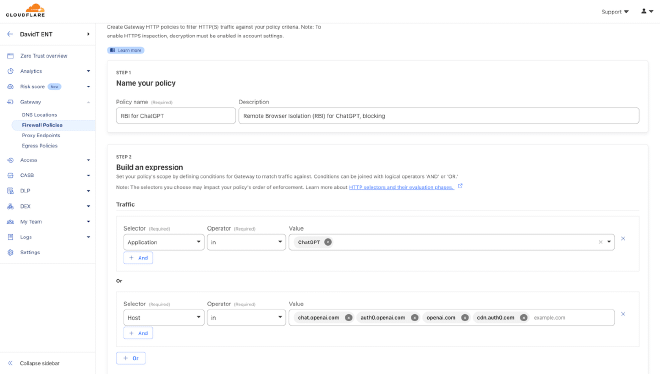 CLOUDFLARE
Support
DavidT ENT
Zero Trust overview
Analytics
Risk score Beta
Gateway
DNS Locations
Firewall Policies
Proxy Endpoints
Egress Policies
Access
CASB
DLP
DEX
My Team
Logs
Settings
Collapse sidebar
Create Gateway HTTP policies to filter HTTP(S) traffic against your policy criteria. Note: To
enable HTTPS inspection, decryption must be enabled in account settings.
Learn more
STEP 1
Name your policy
Policy name (Required) Description
RBI for ChatGPT Remote Browser Isolation (RBI) for ChatGPT, blocking
STEP 2
Build an expression
Set your policy's scope by defining conditions for Gateway to match traffic against. Conditions can be joined with logical operators 'AND' or 'OR.'
Note: The selectors you choose may impact your policy's order of enforcement. Learn more about HTTP selectors and their evaluation phases.
Traffic
Selector (Required) Operator (Required) Value
Application in ChatGPT
+ And
Or
Selector (Required) Operator (Required) Value
Host in chat.openai.com auth0.openai.com openai.com cdn.auth0.com example.com
+ And
+ Or